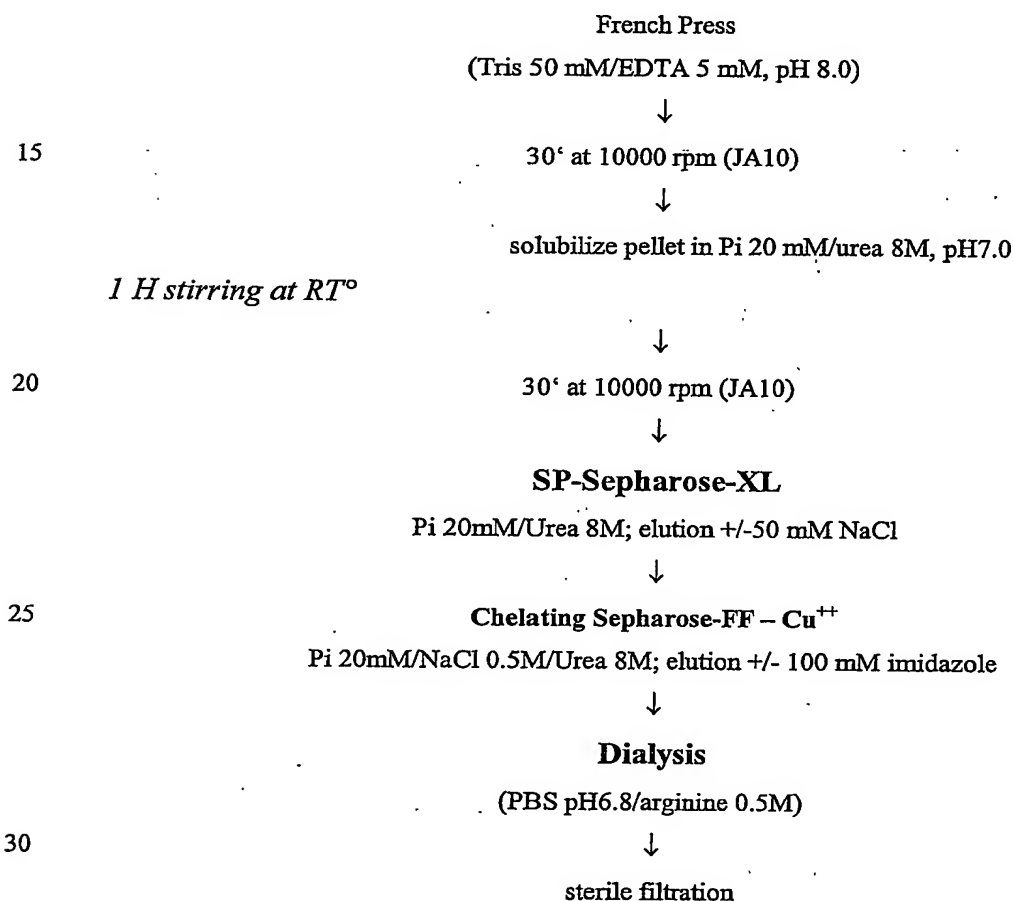 French Press
(Tris 50 mM/EDTA 5 mM, pH 8.0)
↓
15 30‘ at 10000 rpm (JA10)
↓
solubilize pellet in Pi 20 mM/urea 8M, pH7.0
1 H stirring at RT°
↓
20 30‘ at 10000 rpm (JA10)
↓
SP-Sepharose-XL
Pi 20mM/Urea 8M; elution +/-50 mM NaCl
↓
25 Chelating Sepharose-FF – Cu⁺⁺
Pi 20mM/NaCl 0.5M/Urea 8M; elution +/- 100 mM imidazole
↓
Dialysis
(PBS pH6.8/arginine 0.5M)
30 ↓
sterile filtration